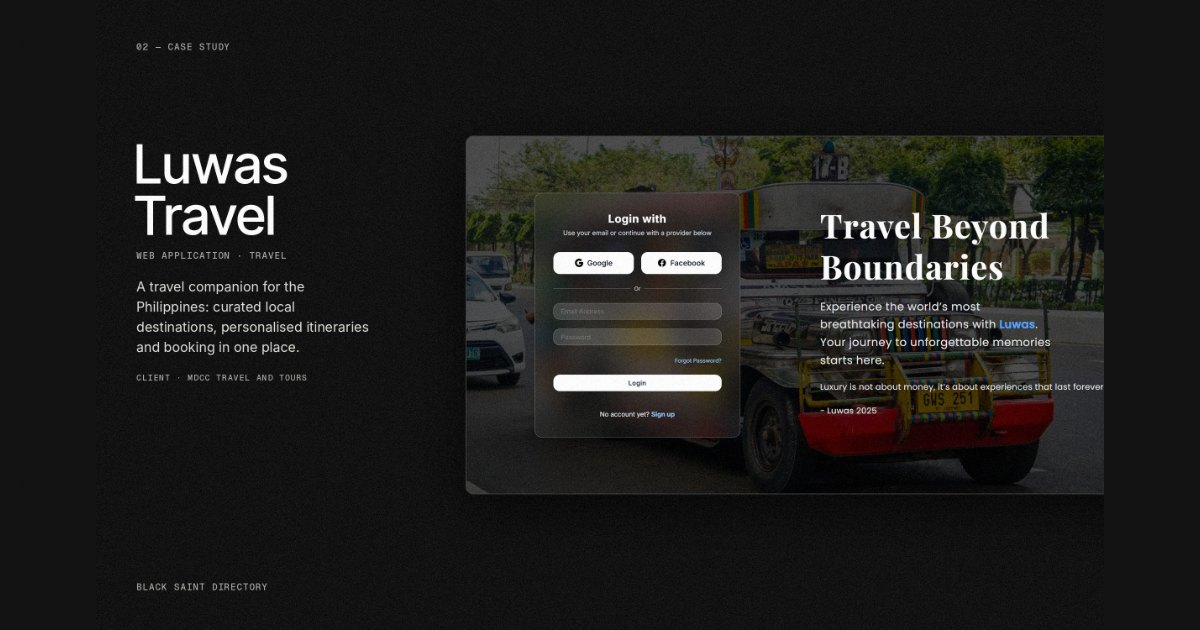 02 — CASE STUDY
Luwas
Travel
WEB APPLICATION · TRAVEL
A travel companion for the
Philippines: curated local
destinations, personalised itineraries
and booking in one place.
CLIENT · MDCC TRAVEL AND TOURS
BLACK SAINT DIRECTORY
Login with
Use your email or continue with a provider below
Google
Facebook
Or
Email Address
Password
Forgot Password?
Login
No account yet? Sign up
17-B
Travel Beyond
Boundaries
Experience the world's most
breathtaking destinations with Luwas.
Your journey to unforgettable memories
starts here.
Luxury is not about money, it's about experiences that last forever
- Luwas 2025
GWS 251